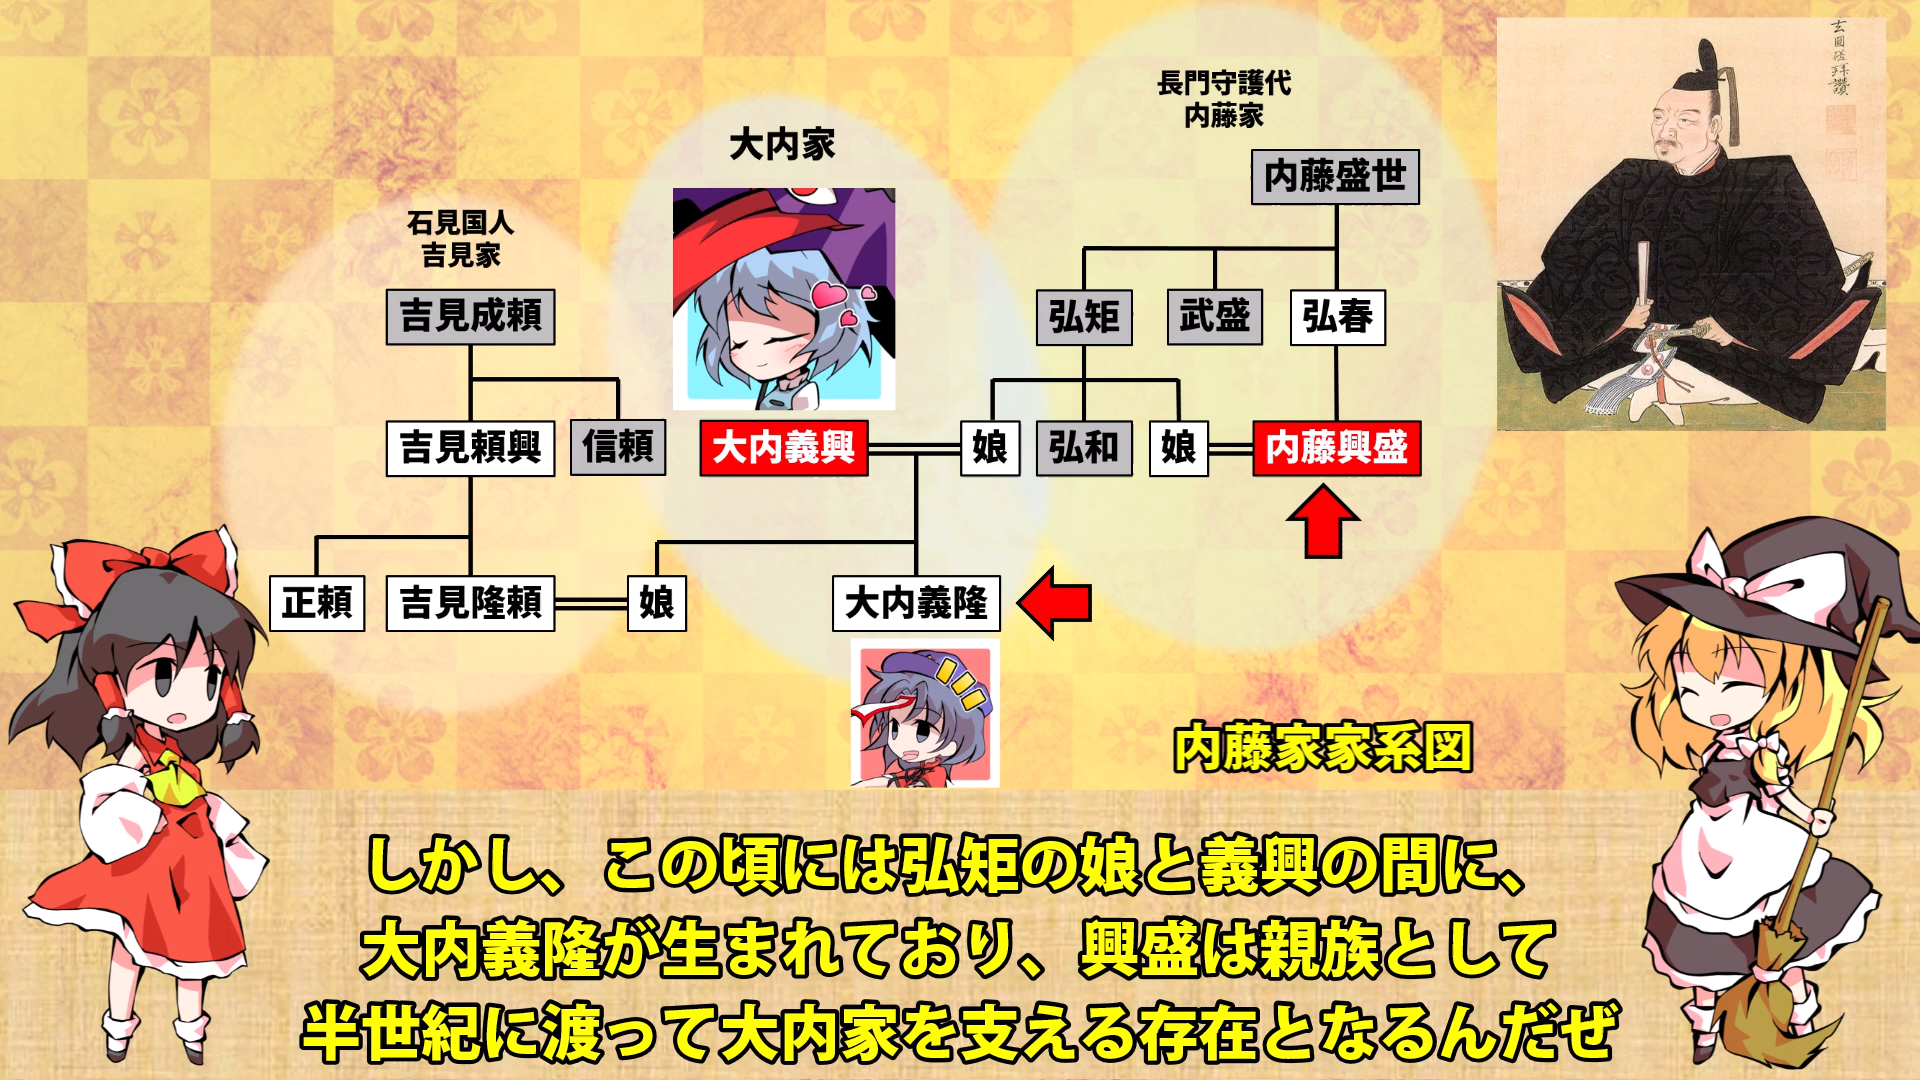 長門守護代
内藤家
大内家
内藤盛世
石見国人
吉見家
吉見成頼
弘矩
武盛
弘春
吉見頼興
信頼
大内義興
娘
弘和
娘
内藤興盛
正頼
吉見隆頼
娘
大内義隆
内藤家家系図
しかし、この頃には弘矩の娘と義興の間に、
大内義隆が生まれており、興盛は親族として
半世紀に渡って大内家を支える存在となるんだぜ